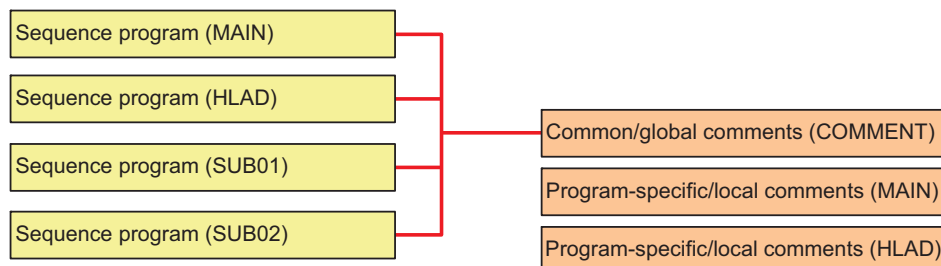 Sequence program (MAIN)
Sequence program (HLAD)
Sequence program (SUB01)
Sequence program (SUB02)
Common/global comments (COMMENT)
Program-specific/local comments (MAIN)
Program-specific/local comments (HLAD)